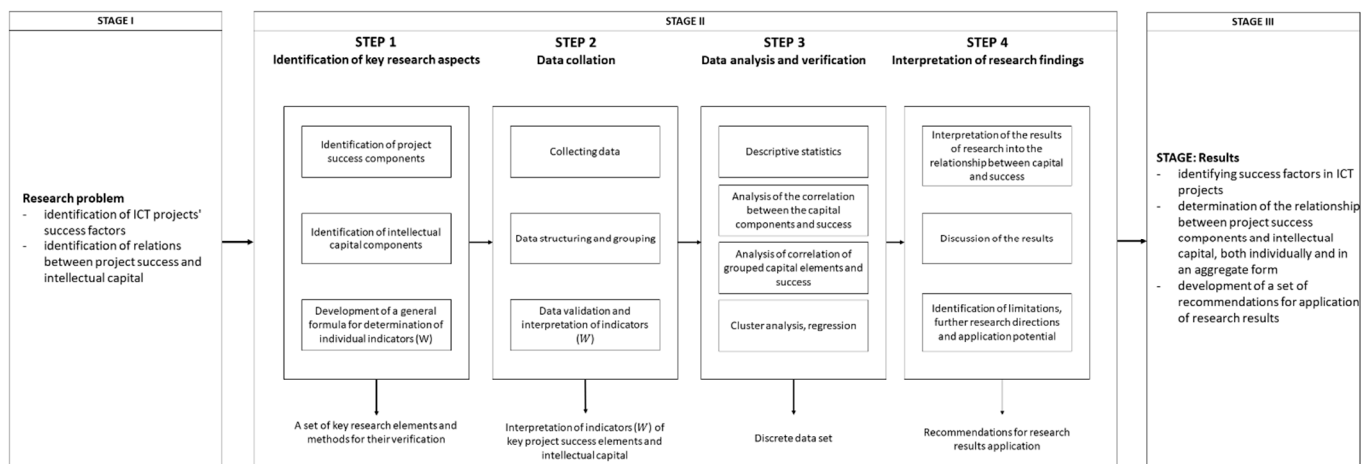 STAGE I
Research problem
- identification of ICT projects'
success factors
- identification of relations
between project success and
intellectual capital
STAGE II
STEP 1
Identification of key research aspects
Identification of project
success components
Identification of intellectual
capital components
Development of a general
formula for determination of
individual indicators (W)
A set of key research elements and
methods for their verification
STEP 2
Data collation
Collecting data
Data structuring and grouping
Data validation and
interpretation of indicators
(W)
Interpretation of indicators (W) of
key project success elements and
intellectual capital
STEP 3
Data analysis and verification
Descriptive statistics
Analysis of the correlation
between the capital
components and success
Analysis of correlation of
grouped capital elements and
success
Cluster analysis, regression
Discrete data set
STEP 4
Interpretation of research findings
Interpretation of the results
of research into the
relationship between capital
and success
Discussion of the results
Identification of limitations,
further research directions
and application potential
Recommendations for research
results application
STAGE III
STAGE: Results
- identifying success factors in ICT
projects
- determination of the relationship
between project success
components and intellectual
capital, both individually and in
an aggregate form
- development of a set of
recommendations for application
of research results